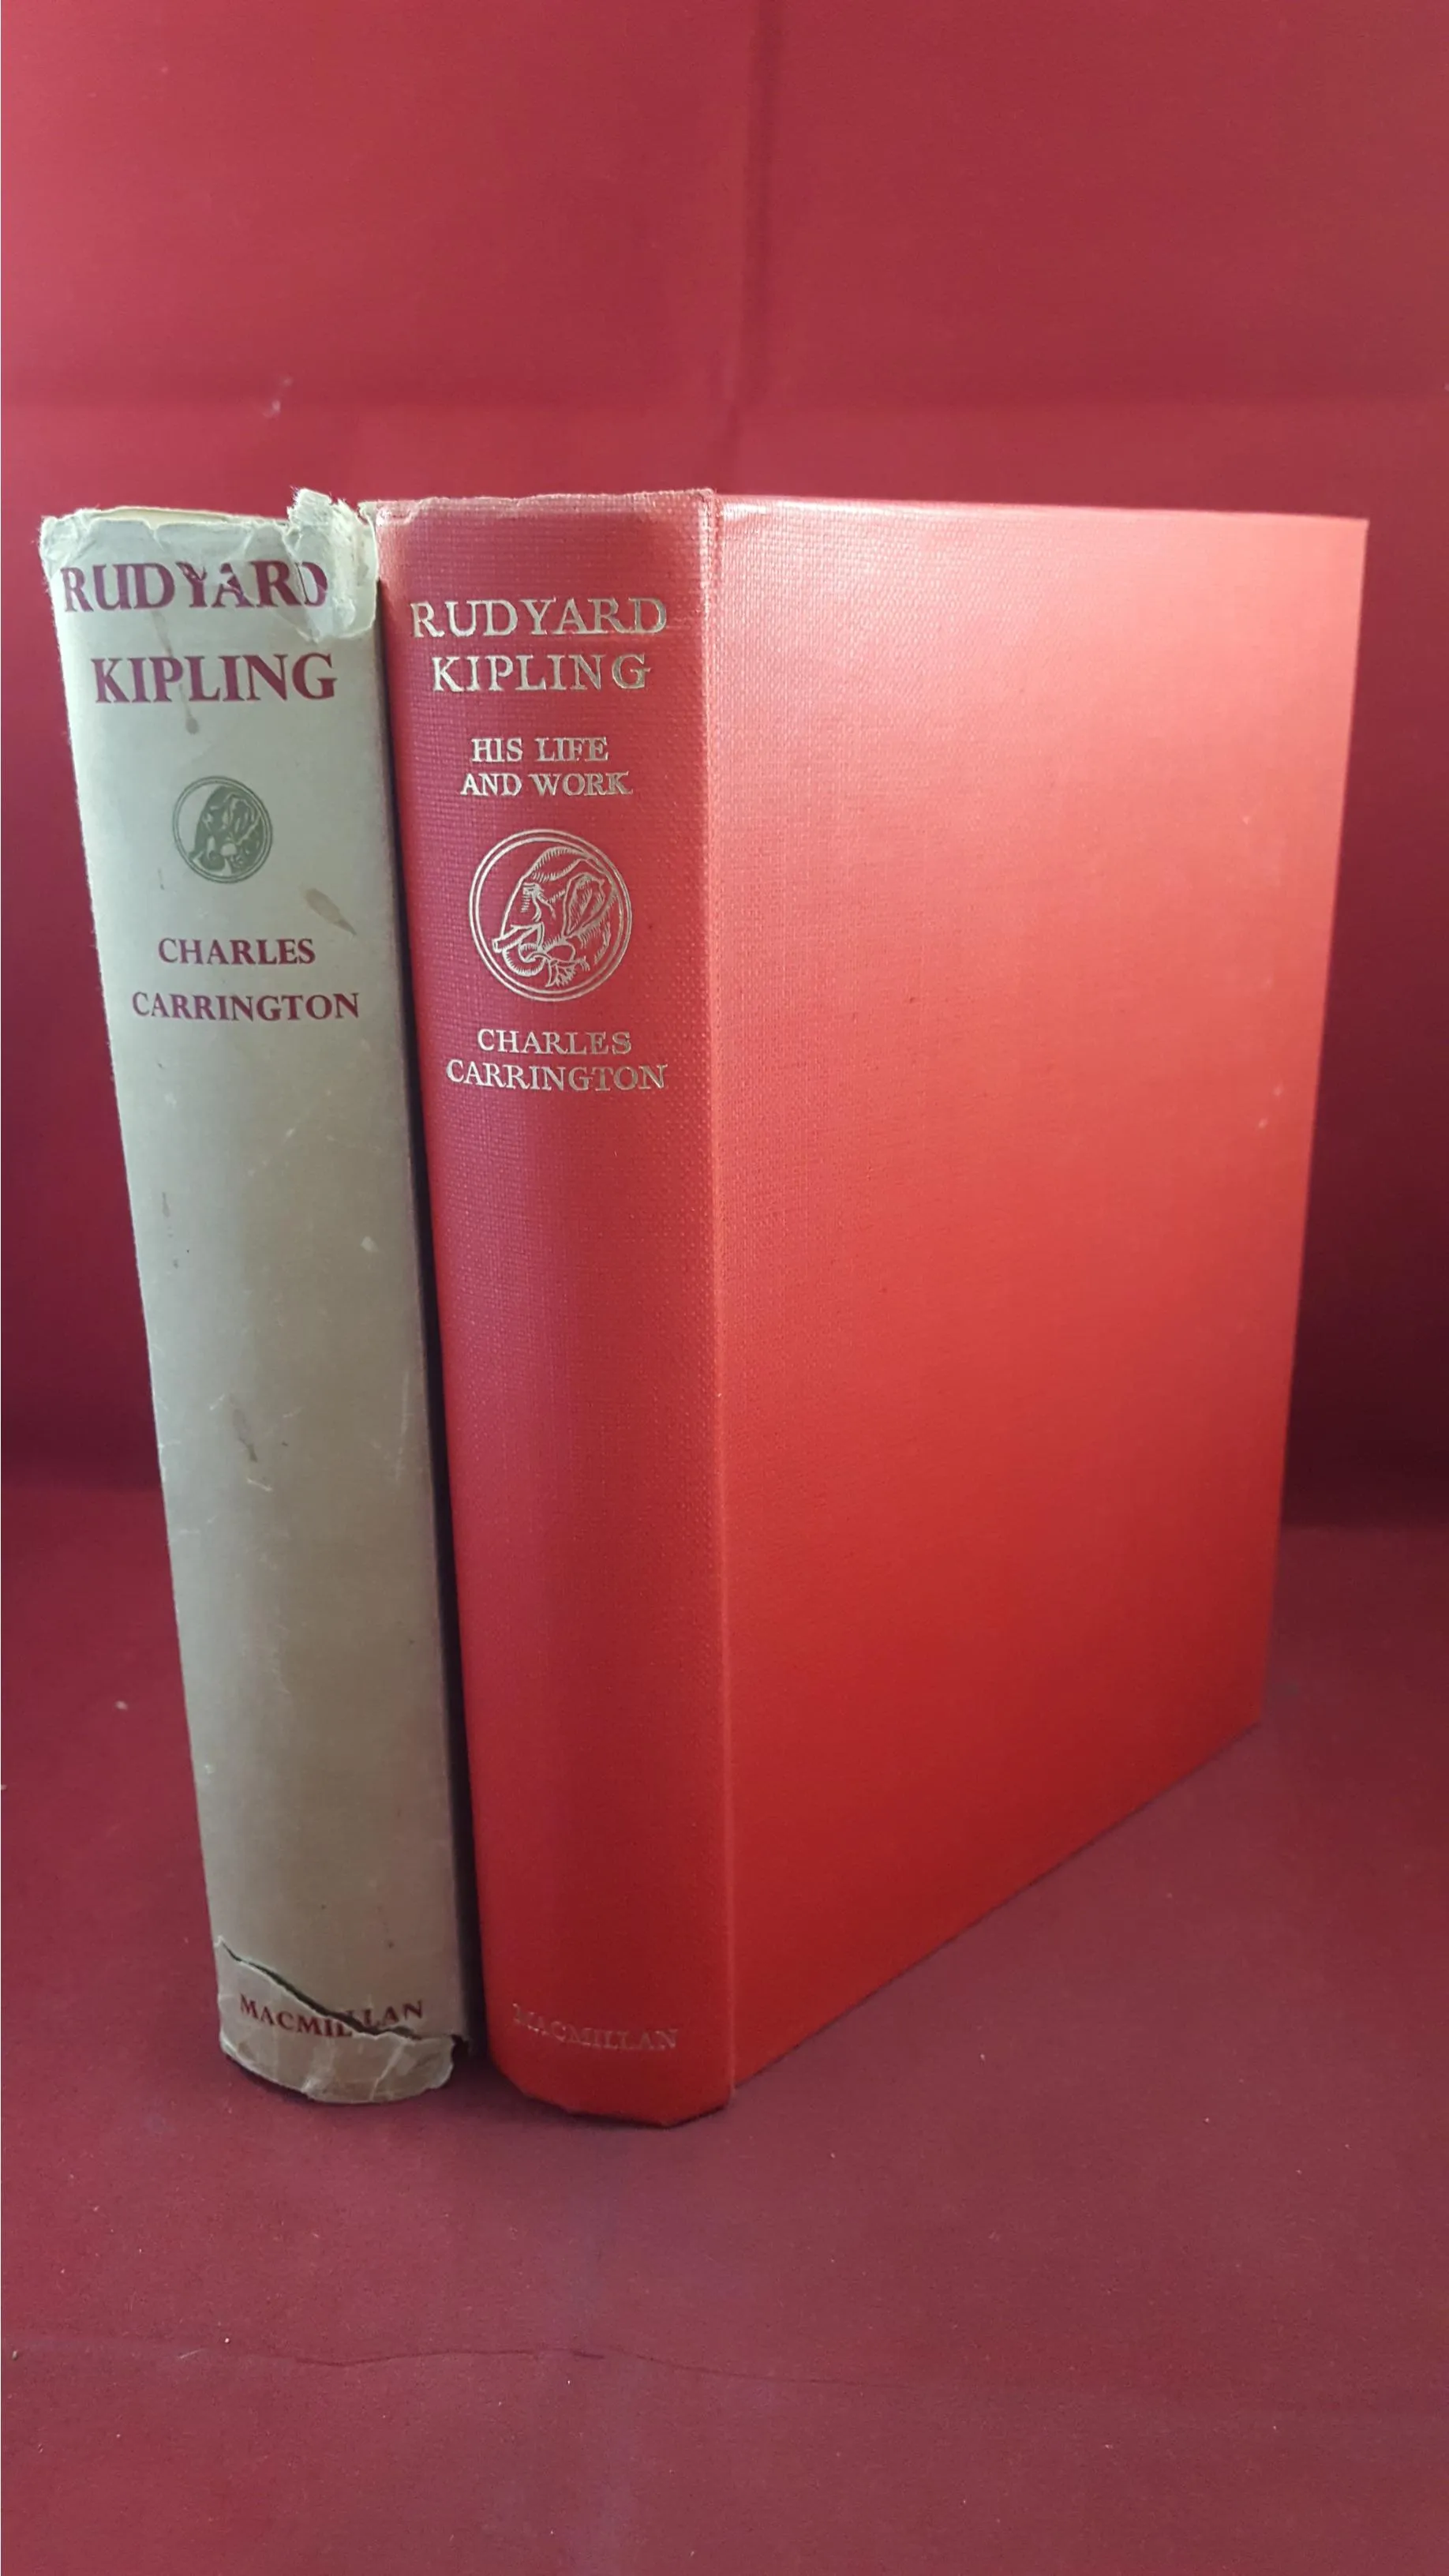 RUDYARD
KIPLING
CHARLES
CARRINGTON
MACMILLAN
RUDYARD
KIPLING
HIS LIFE
AND WORK
CHARLES
CARRINGTON
MACMILLAN